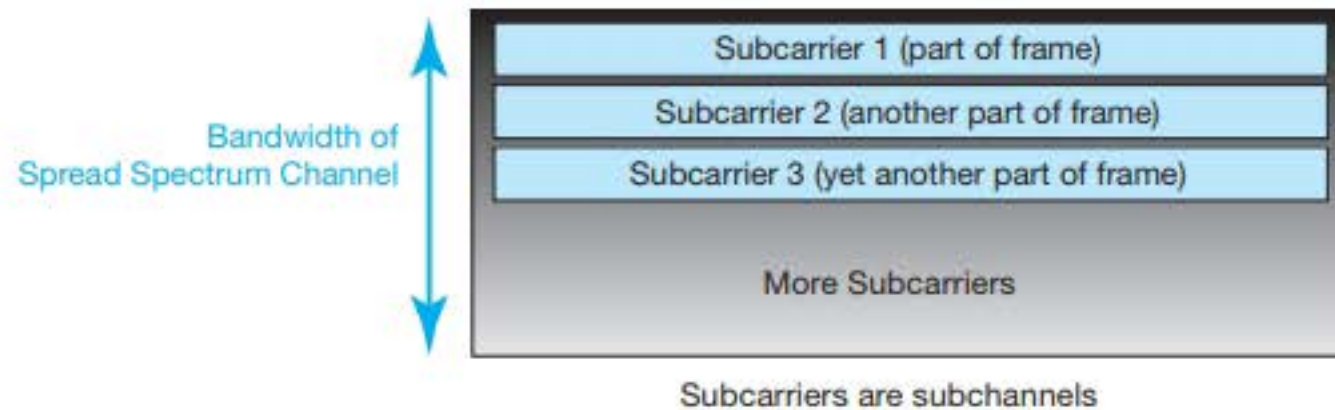 Subcarrier 1 (part of frame)
Subcarrier 2 (another part of frame)
Bandwidth of
Spread Spectrum Channel
Subcarrier 3 (yet another part of frame)
More Subcarriers
Subcarriers are subchannels